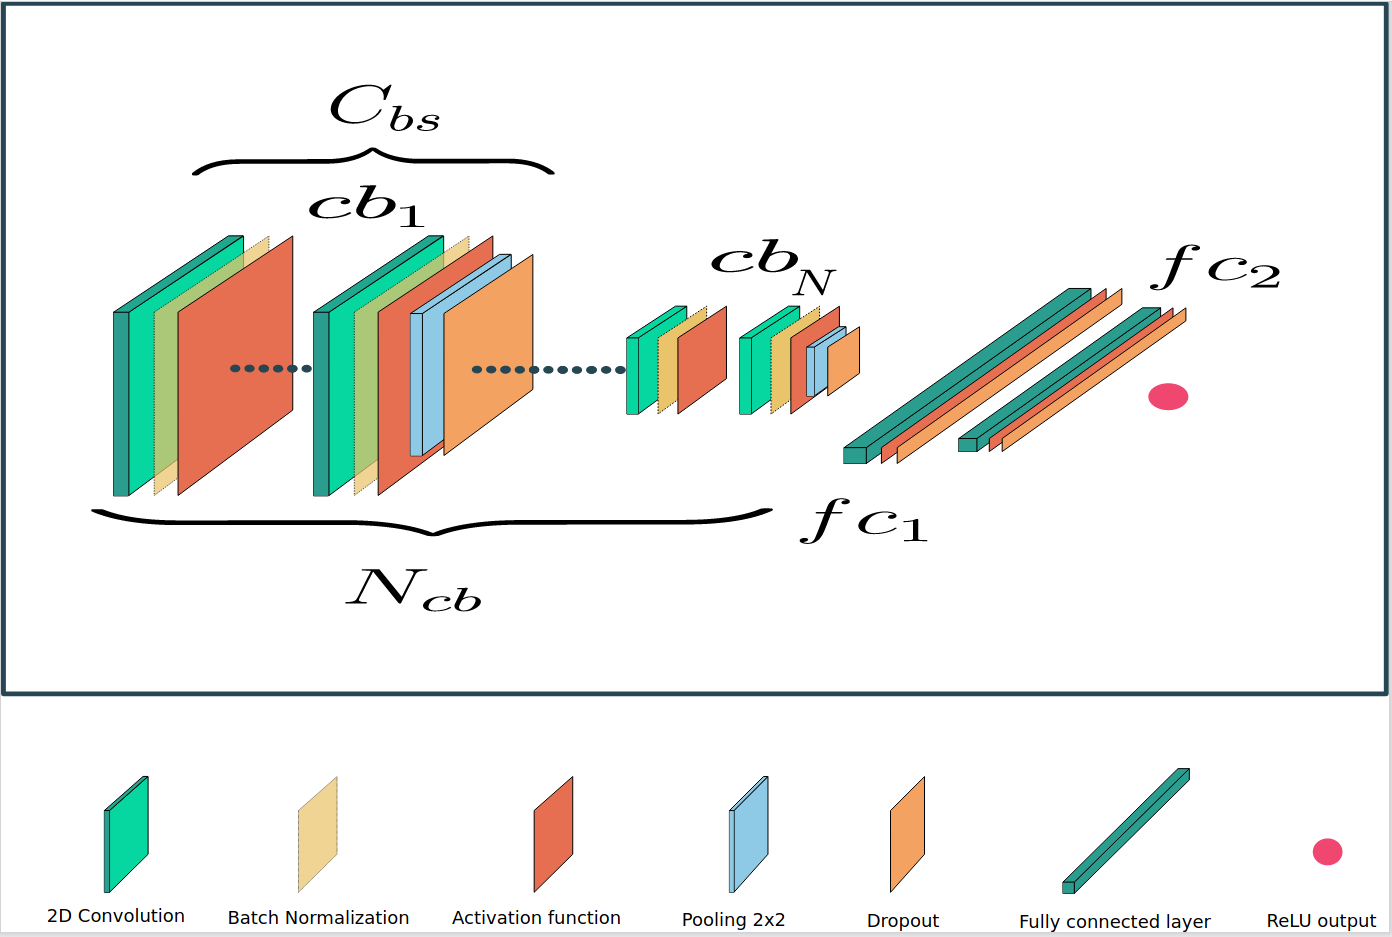 C_bs
cb_1
cb_N
fc_2
fc_1
N_cb
2D Convolution
Batch Normalization
Activation function
Pooling 2x2
Dropout
Fully connected layer
ReLU output